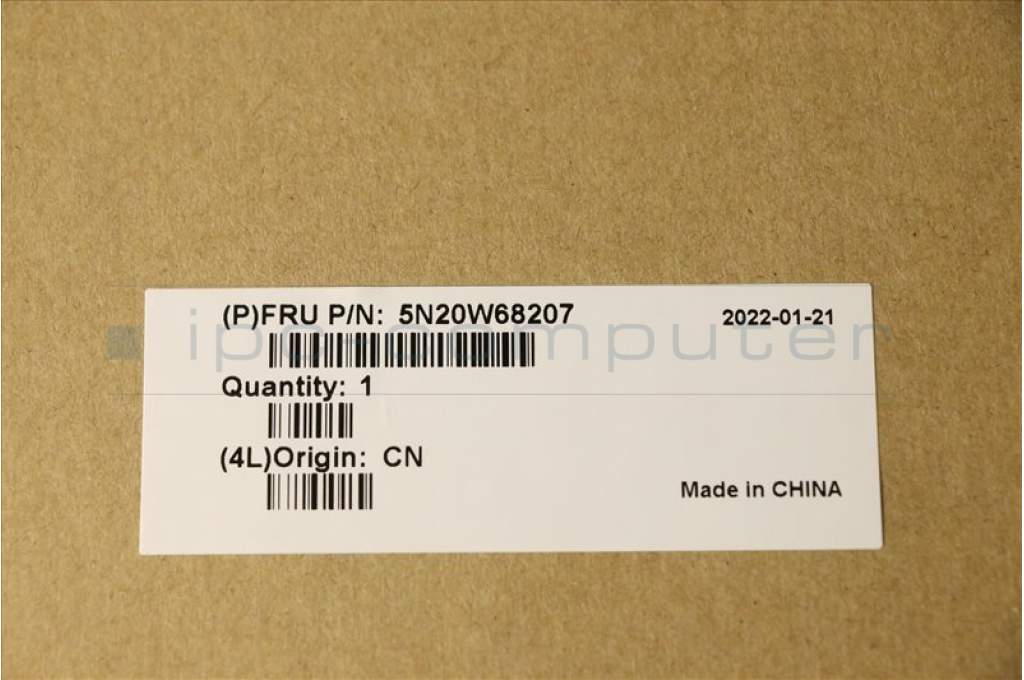 (P)FRU P/N: 5N20W68207
2022-01-21
ipc-computer
Quantity: 1
(4L)Origin: CN
Made in CHINA